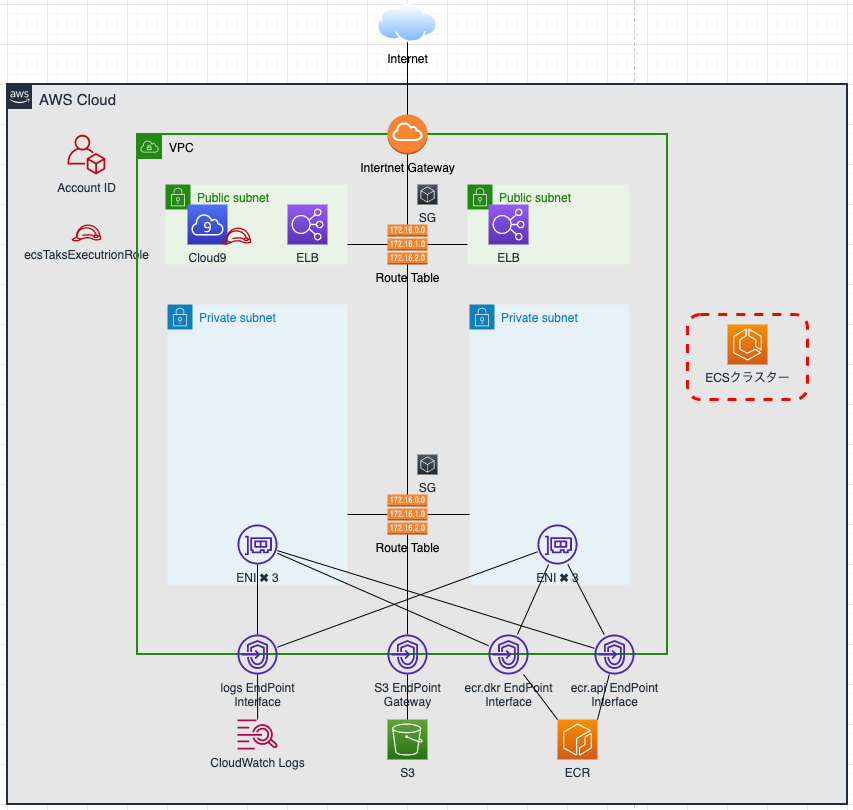 Internet
aws
AWS Cloud
VPC
Account ID
Intertnet Gateway
Public subnet
SG
Public subnet
9
172.16.0.0
172.16.1.0
172.16.2.0
ecsTaksExecutrionRole
Cloud9
ELB
ELB
Route Table
Private subnet
Private subnet
ECSクラスター
SG
172.16.0.0
172.16.1.0
172.16.2.0
Route Table
ENI ✖ 3
ENI ✖ 3
logs EndPoint
Interface
S3 EndPoint
Gateway
ecr.dkr EndPoint
Interface
ecr.api EndPoint
Interface
CloudWatch Logs
S3
ECR